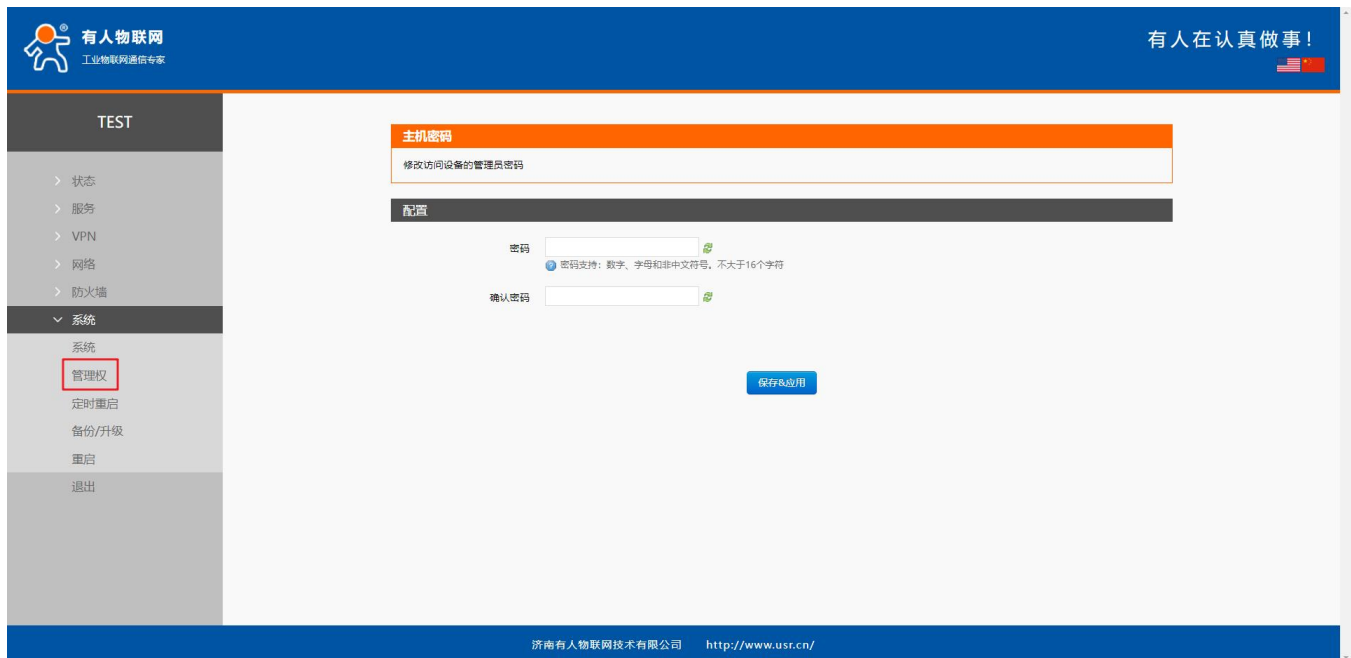 有人物联网
工业物联网通信专家
有人在认真做事!
TEST
状态
服务
VPN
网络
防火墙
系统
系统
管理权
定时重启
备份/升级
重启
退出
主机密码
修改访问设备的管理员密码
配置
密码
密码支持：数字、字母和非中文符号，不大于16个字符
确认密码
保存&应用
济南有人物联网技术有限公司 http://www.usr.cn/